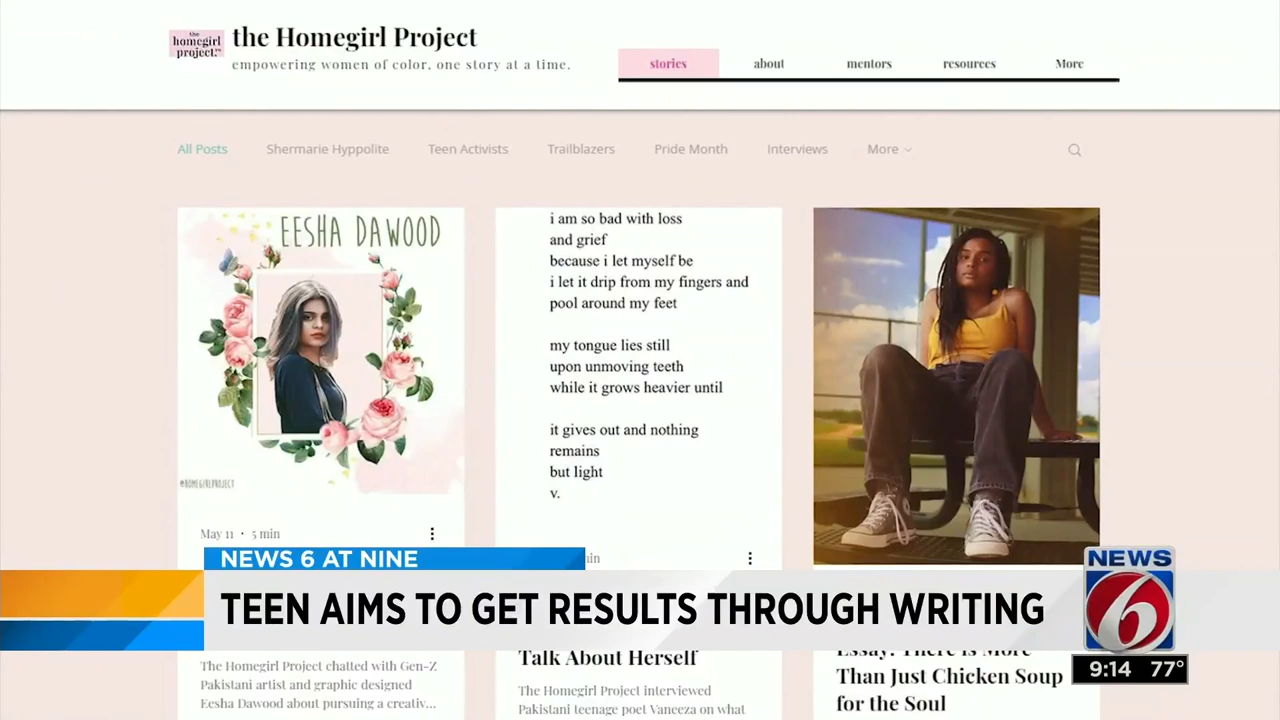 the
homegirl
project.
the Homegirl Project
empowering women of color, one story at a time.
stories
about
mentors
resources
More
All Posts
Shermarie Hyppolite
Teen Activists
Trailblazers
Pride Month
Interviews
More
EESHA DAWOOD
@HOMEGIRLPROJECT
May 11 · 5 min
The Homegirl Project chatted with Gen-Z
Pakistani artist and graphic designed
Eesha Dawood about pursuing a creativ...
i am so bad with loss
and grief
because i let myself be
i let it drip from my fingers and
pool around my feet
my tongue lies still
upon unmoving teeth
while it grows heavier until
it gives out and nothing
remains
but light
v.
min
Talk About Herself
The Homegirl Project interviewed
Pakistani teenage poet Vaneeza on what
Essay: There is More
Than Just Chicken Soup
for the Soul
NEWS 6 AT NINE
TEEN AIMS TO GET RESULTS THROUGH WRITING
NEWS
6
9:14 77°